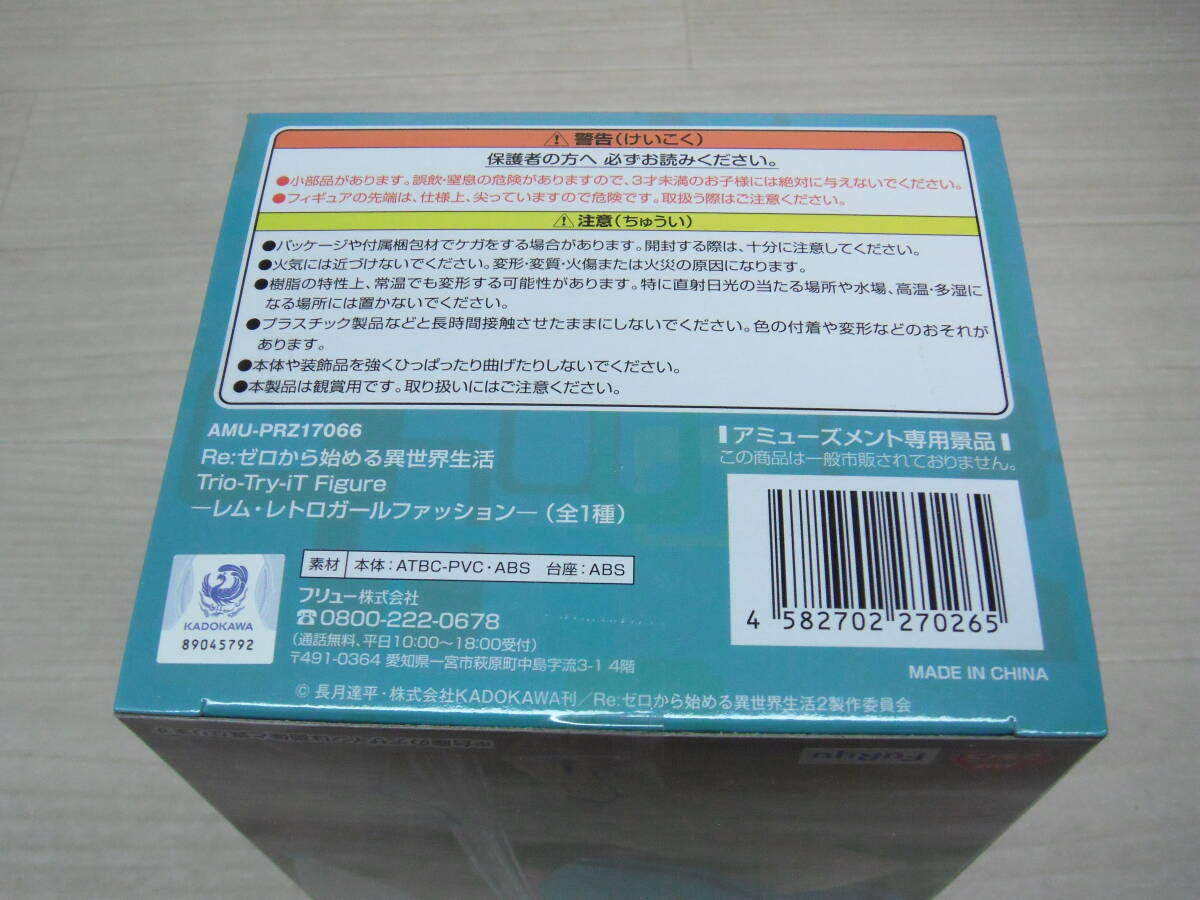 ⚠警告(けいこく)
保護者の方へ 必ずお読みください。
●小部品があります。誤飲・窒息の危険がありますので、3才未満のお子様には絶対に与えないでください。
●フィギュアの先端は、仕様上、尖っていますので危険です。取扱う際はご注意ください。
⚠注意(ちゅうい)
●パッケージや付属梱包材でケガをする場合があります。開封する際は、十分に注意してください。
●火気には近づけないでください。変形・変質・火傷または火災の原因になります。
●樹脂の特性上、常温でも変形する可能性があります。特に直射日光の当たる場所や水場、高温・多湿に
なる場所には置かないでください。
●プラスチック製品などと長時間接触させたままにしないでください。色の付着や変形などのおそれが
あります。
●本体や装飾品を強くひっぱったり曲げたりしないでください。
●本製品は観賞用です。取り扱いにはご注意ください。
AMU-PRZ17066
Re:ゼロから始める異世界生活
Trio-Try-iT Figure
―レム・レトロガールファッション―(全1種)
アミューズメント専用景品
この商品は一般市販されておりません。
素材 本体:ATBC-PVC・ABS 台座:ABS
フリュー株式会社
☎0800-222-0678
(通話無料、平日10:00～18:00受付)
〒491-0364 愛知県一宮市萩原町中島字流3-1 4階
KADOKAWA
89045792
4 582702 270265
MADE IN CHINA
© 長月達平・株式会社KADOKAWA刊/Re:ゼロから始める異世界生活2製作委員会
FuRyu